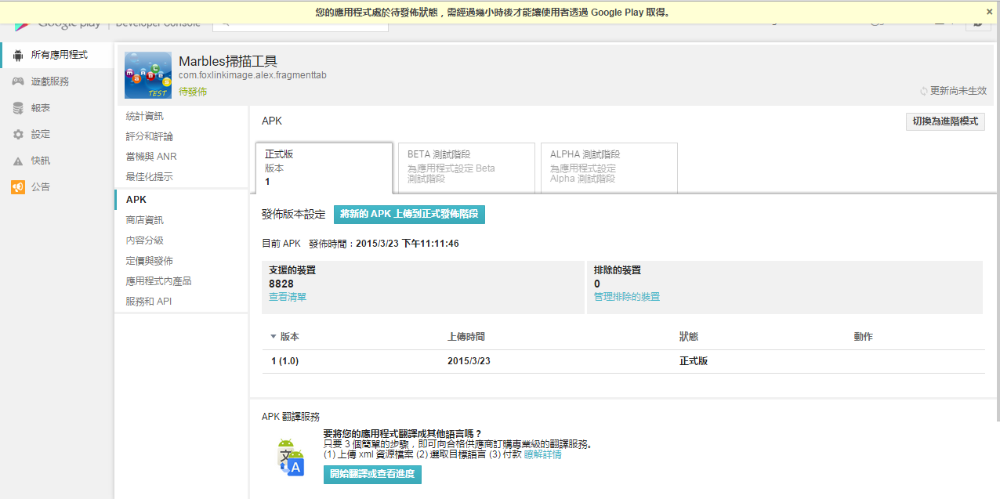 您的應用程式處於待發佈狀態，需經過幾小時後才能讓使用者透過 Google Play 取得。
×
Google play | Developer Console
所有應用程式
遊戲服務
報表
設定
快訊
公告
TEST
Marbles掃描工具
com.foxlinkimage.alex.fragmenttab
待發佈
更新尚未生效
統計資訊
評分和評論
當機與 ANR
最佳化提示
APK
商店資訊
內容分級
定價與發佈
應用程式內產品
服務和 API
APK
切換為進階模式
正式版
版本
1
BETA 測試階段
為應用程式設定 Beta
測試階段
ALPHA 測試階段
為應用程式設定
Alpha 測試階段
發佈版本設定 將新的 APK 上傳到正式發佈階段
目前 APK 發佈時間：2015/3/23 下午11:11:46
支援的裝置
8828
查看清單
排除的裝置
0
管理排除的裝置
版本 上傳時間 狀態 動作
1 (1.0) 2015/3/23 正式版
APK 翻譯服務
要將您的應用程式翻譯成其他語言嗎？
只要 3 個簡單的步驟，即可向合格供應商訂購專業級的翻譯服務。
(1) 上傳 xml 資源檔案 (2) 選取目標語言 (3) 付款 瞭解詳情
文 A
開始翻譯或查看進度